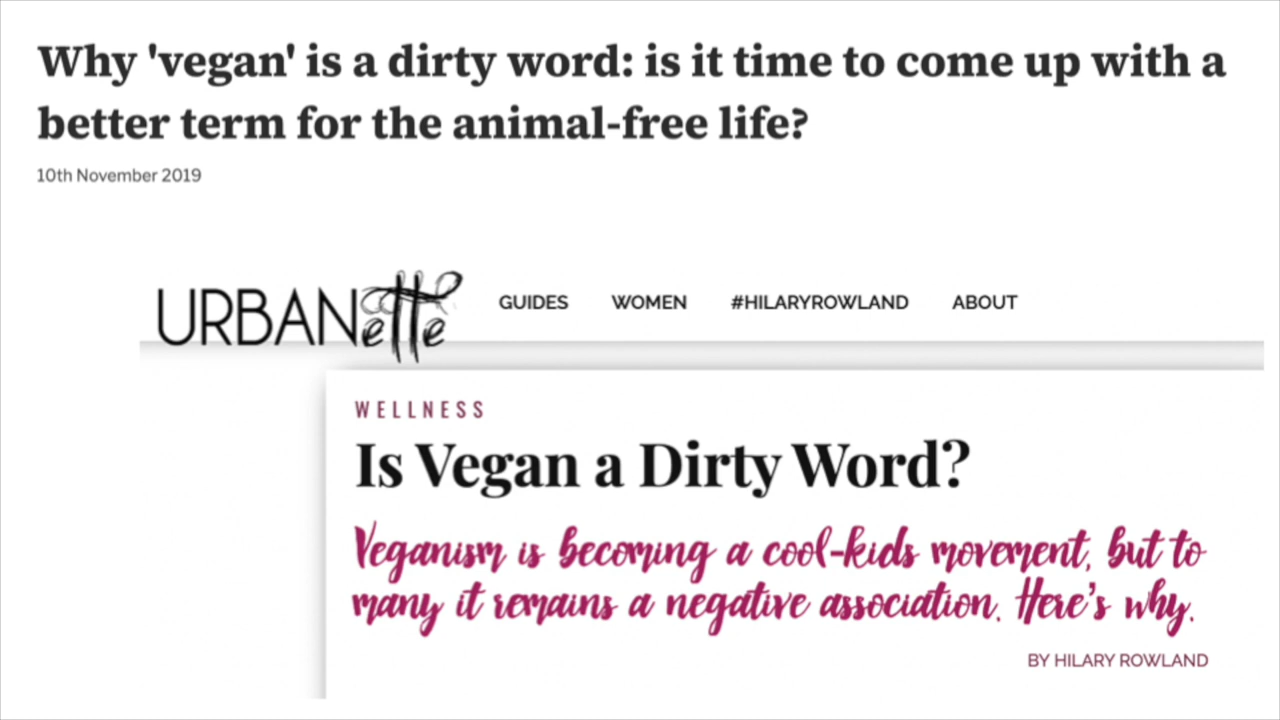 Why 'vegan' is a dirty word: is it time to come up with a
better term for the animal-free life?
10th November 2019
URBANette
GUIDES WOMEN #HILARYROWLAND ABOUT
WELLNESS
Is Vegan a Dirty Word?
Veganism is becoming a cool-kids movement, but to
many it remains a negative association. Here's why.
BY HILARY ROWLAND